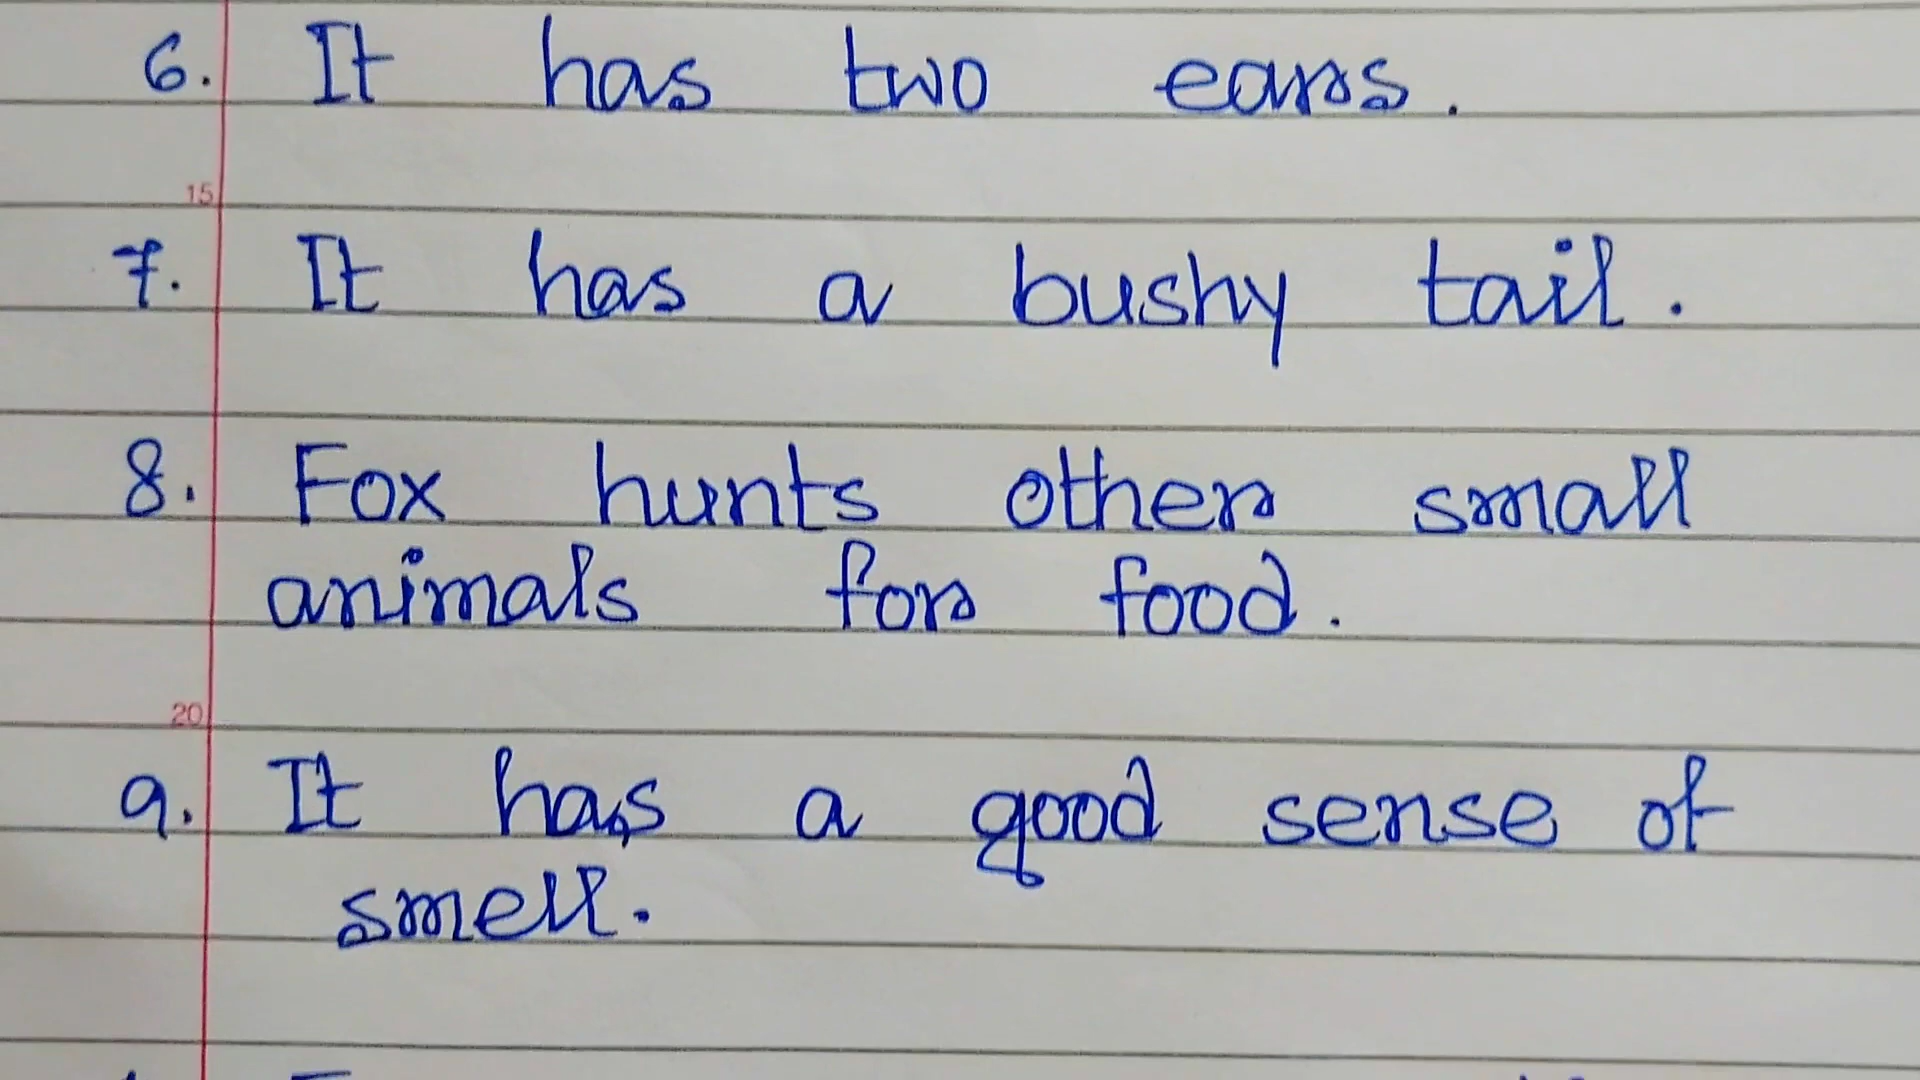 6. It has two ears.
15
7. It has a bushy tail.
8. Fox hunts other small
animals for food.
20
9. It has a good sense of
smell.